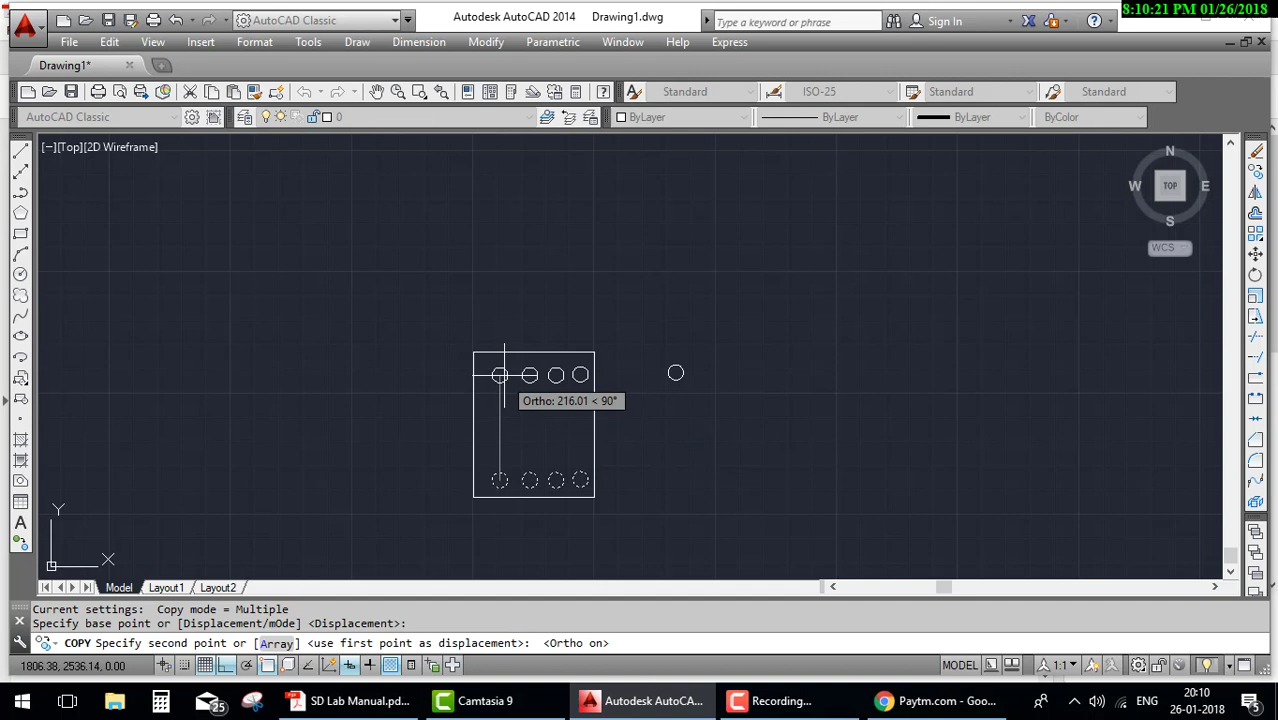 8:10:21 PM 01/26/2018
AutoCAD Classic
Autodesk AutoCAD 2014 Drawing1.dwg
Type a keyword or phrase
Sign In
File Edit View Insert Format Tools Draw Dimension Modify Parametric Window Help Express
Drawing1*
Standard ISO-25 Standard Standard
AutoCAD Classic 0 ByLayer ByLayer ByLayer ByColor
[−][Top][2D Wireframe]
N
W TOP E
S
WCS
Ortho: 216.01 < 90°
Y
X
Model Layout1 Layout2
Current settings: Copy mode = Multiple
Specify base point or [Displacement/mOde] <Displacement>:
COPY Specify second point or [Array] <use first point as displacement>: <Ortho on>
1806.38, 2536.14, 0.00 MODEL 1:1
25 SD Lab Manual.pd... Camtasia 9 Autodesk AutoCA... Recording... Paytm.com - Goo... ENG 20:10
26-01-2018 5